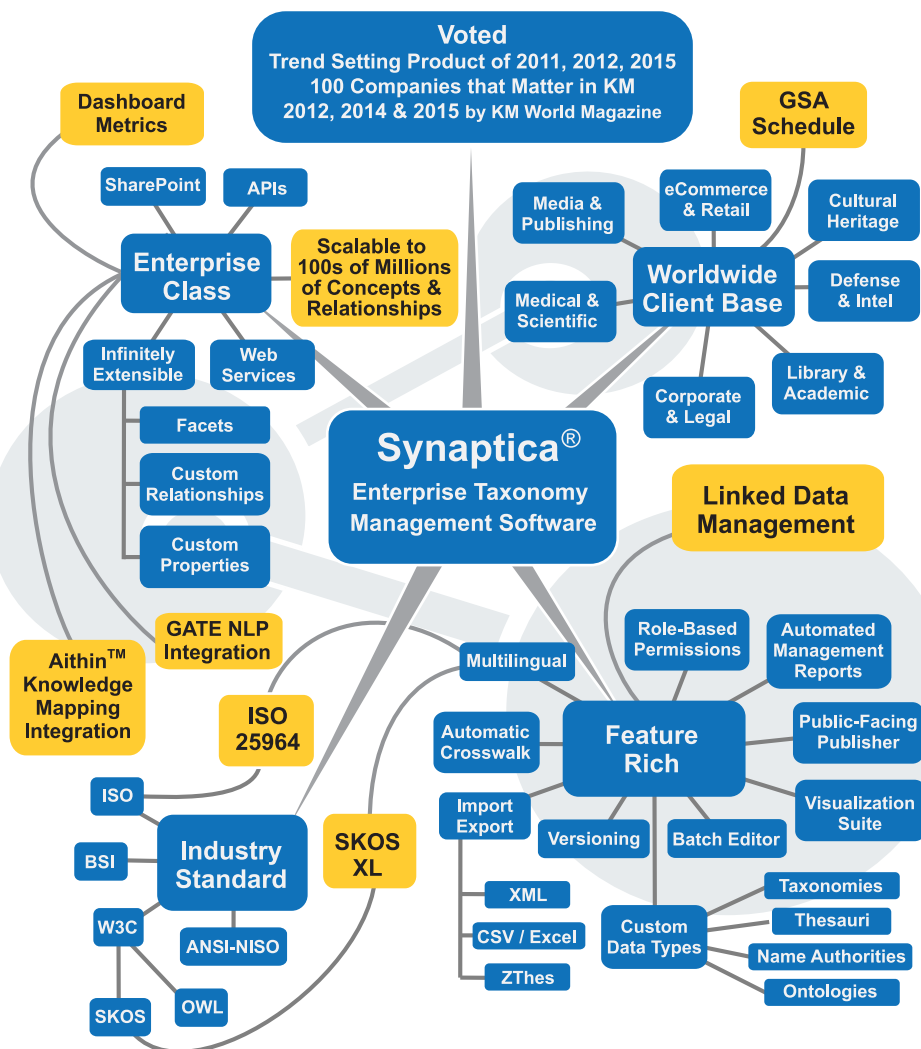 Voted
Trend Setting Product of 2011, 2012, 2015
100 Companies that Matter in KM
2012, 2014 & 2015 by KM World Magazine
Dashboard
Metrics
GSA
Schedule
SharePoint
APIs
Enterprise
Class
Scalable to
100s of Millions
of Concepts &
Relationships
Infinitely
Extensible
Web
Services
Facets
Custom
Relationships
Custom
Properties
Media &
Publishing
eCommerce
& Retail
Cultural
Heritage
Worldwide
Client Base
Medical &
Scientific
Defense
& Intel
Corporate
& Legal
Library &
Academic
Synaptica®
Enterprise Taxonomy
Management Software
Linked Data
Management
GATE NLP
Integration
Aithin™
Knowledge
Mapping
Integration
ISO
25964
Multilingual
Role-Based
Permissions
Automated
Management
Reports
Automatic
Crosswalk
Feature
Rich
Public-Facing
Publisher
Import
Export
Versioning
Batch Editor
Visualization
Suite
XML
CSV / Excel
ZThes
Custom
Data Types
Taxonomies
Thesauri
Name Authorities
Ontologies
ISO
BSI
Industry
Standard
SKOS
XL
W3C
ANSI-NISO
SKOS
OWL